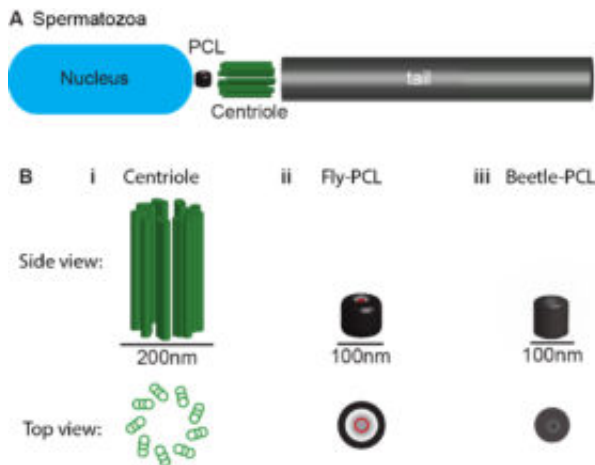 A Spermatozoa
PCL
Nucleus
tail
Centriole
B i Centriole ii Fly-PCL iii Beetle-PCL
Side view:
200nm 100nm 100nm
Top view: